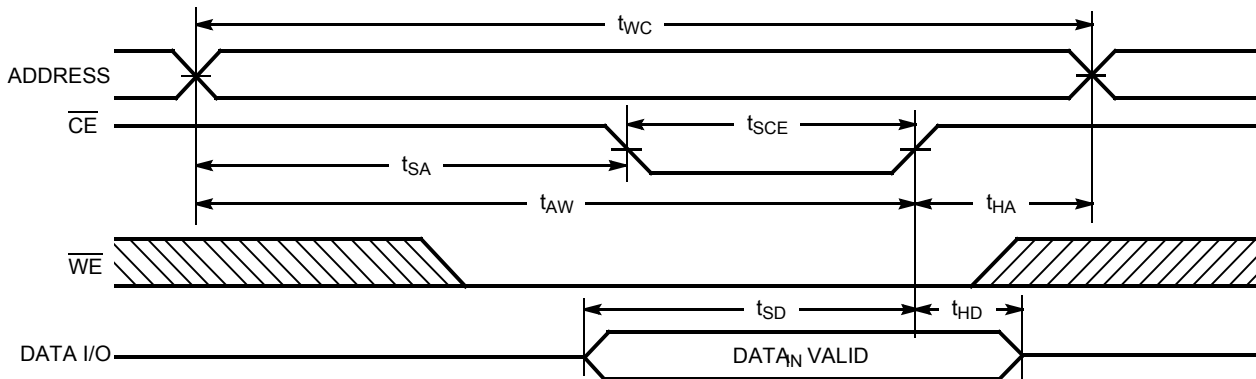 tWC
ADDRESS
CE
tSCE
tSA
tAW
tHA
WE
tSD
tHD
DATA I/O
DATAIN VALID